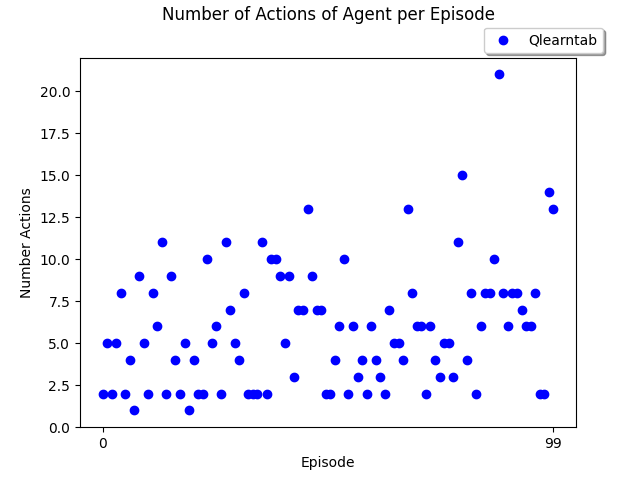 Number of Actions of Agent per Episode
Qlearntab
20.0
17.5
15.0
12.5
10.0
7.5
5.0
2.5
0.0
Number Actions
0
99
Episode